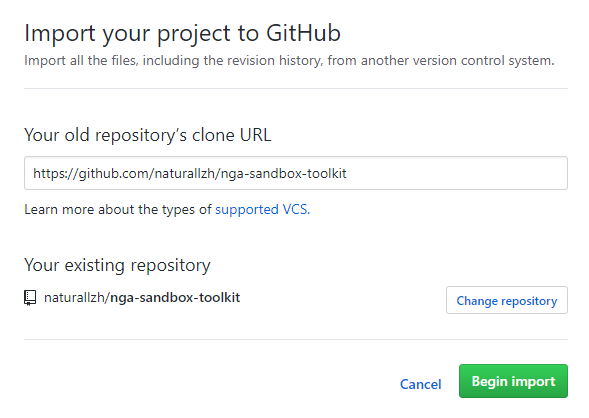 Import your project to GitHub
Import all the files, including the revision history, from another version control system.
Your old repository’s clone URL
https://github.com/naturallzh/nga-sandbox-toolkit
Learn more about the types of supported VCS.
Your existing repository
naturallzh/nga-sandbox-toolkit
Change repository
Cancel
Begin import